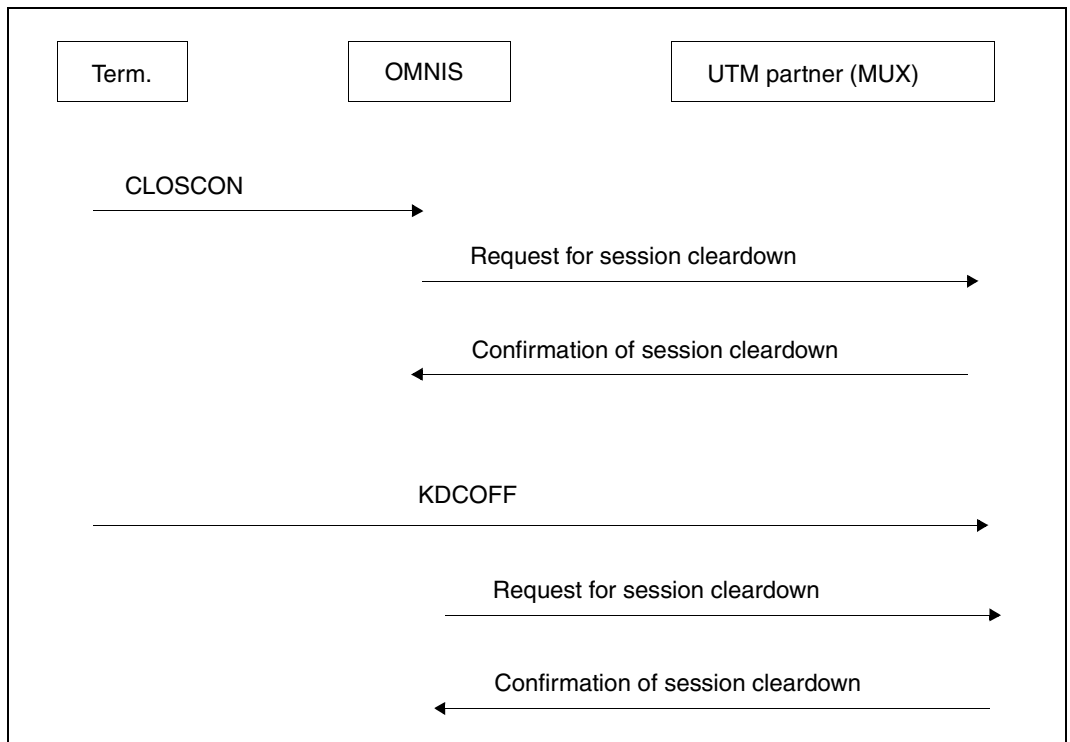 Term.
OMNIS
UTM partner (MUX)
CLOSCON
Request for session cleardown
Confirmation of session cleardown
KDCOFF
Request for session cleardown
Confirmation of session cleardown